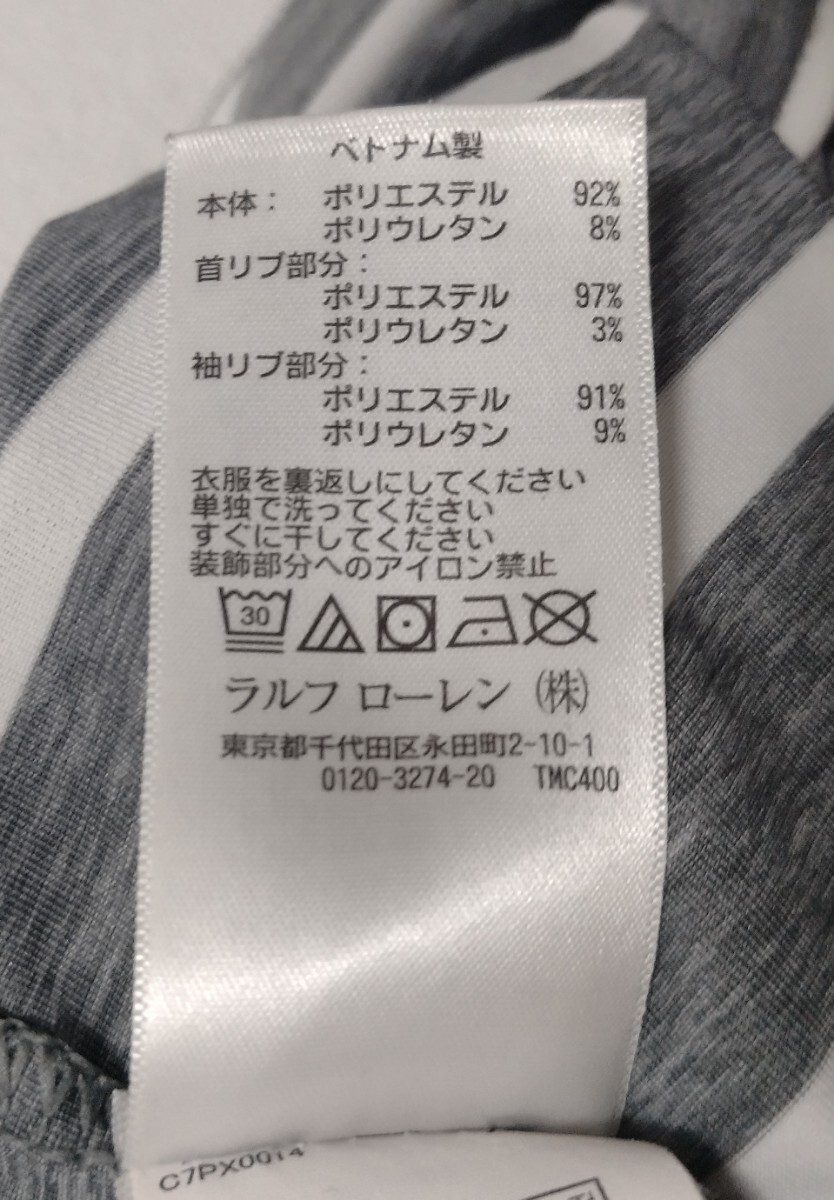 ベトナム製
本体： ポリエステル 92%
ポリウレタン 8%
首リブ部分：
ポリエステル 97%
ポリウレタン 3%
袖リブ部分：
ポリエステル 91%
ポリウレタン 9%
衣服を裏返しにしてください
単独で洗ってください
すぐに干してください
装飾部分へのアイロン禁止
30
ラルフ ローレン（株）
東京都千代田区永田町2-10-1
0120-3274-20 TMC400
C7PX0014